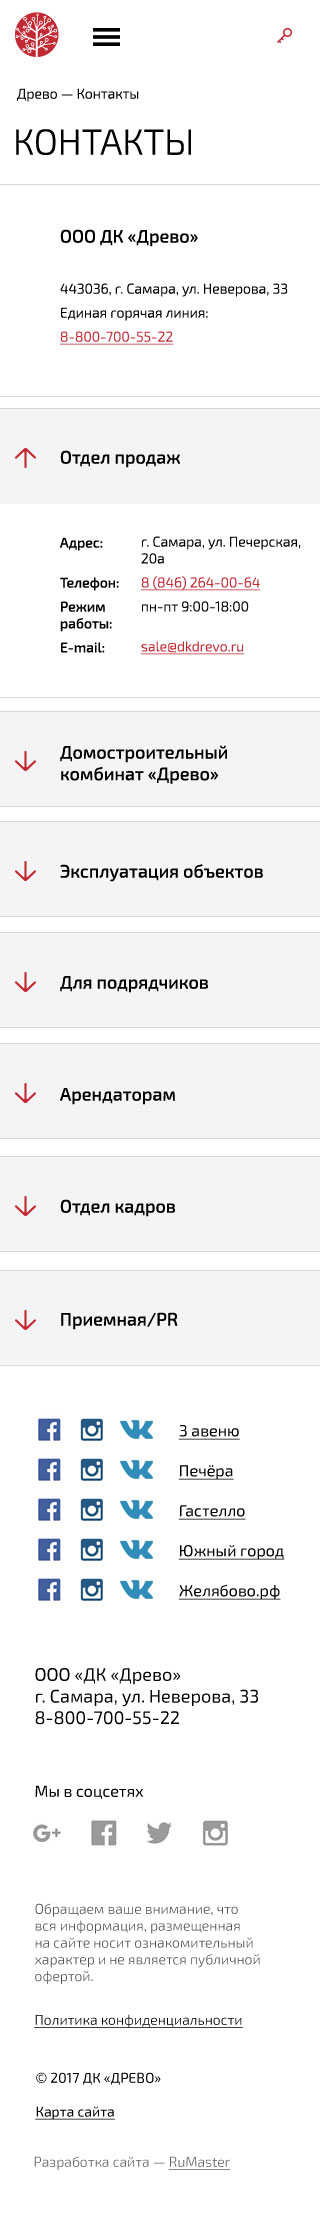 Древо — Контакты
КОНТАКТЫ
ООО ДК «Древо»
443036, г. Самара, ул. Неверова, 33
Единая горячая линия:
8-800-700-55-22
Отдел продаж
Адрес: г. Самара, ул. Печерская,
20а
Телефон: 8 (846) 264-00-64
Режим пн-пт 9:00-18:00
работы:
E-mail: sale@dkdrevo.ru
Домостроительный
комбинат «Древо»
Эксплуатация объектов
Для подрядчиков
Арендаторам
Отдел кадров
Приемная/PR
3 авеню
Печёра
Гастелло
Южный город
Желябово.рф
ООО «ДК «Древо»
г. Самара, ул. Неверова, 33
8-800-700-55-22
Мы в соцсетях
Обращаем ваше внимание, что
вся информация, размещенная
на сайте носит ознакомительный
характер и не является публичной
офертой.
Политика конфиденциальности
© 2017 ДК «ДРЕВО»
Карта сайта
Разработка сайта — RuMaster